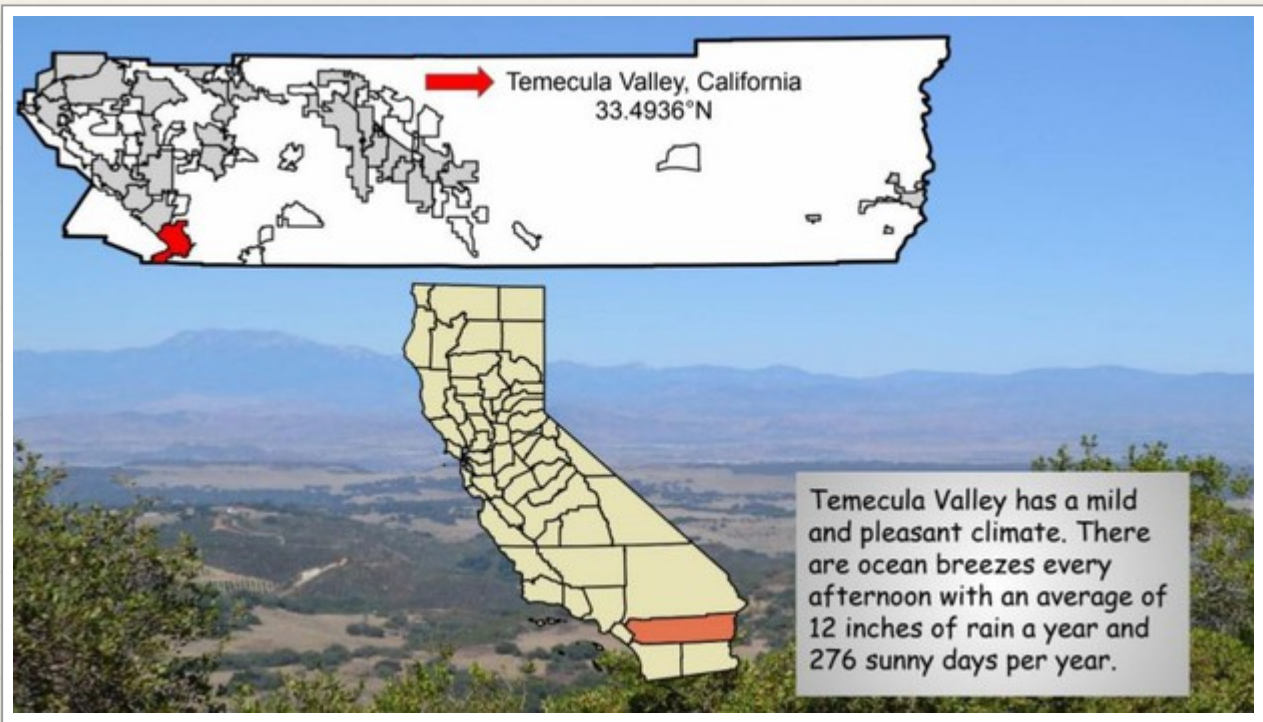 Temecula Valley, California
33.4936°N
Temecula Valley has a mild
and pleasant climate. There
are ocean breezes every
afternoon with an average of
12 inches of rain a year and
276 sunny days per year.